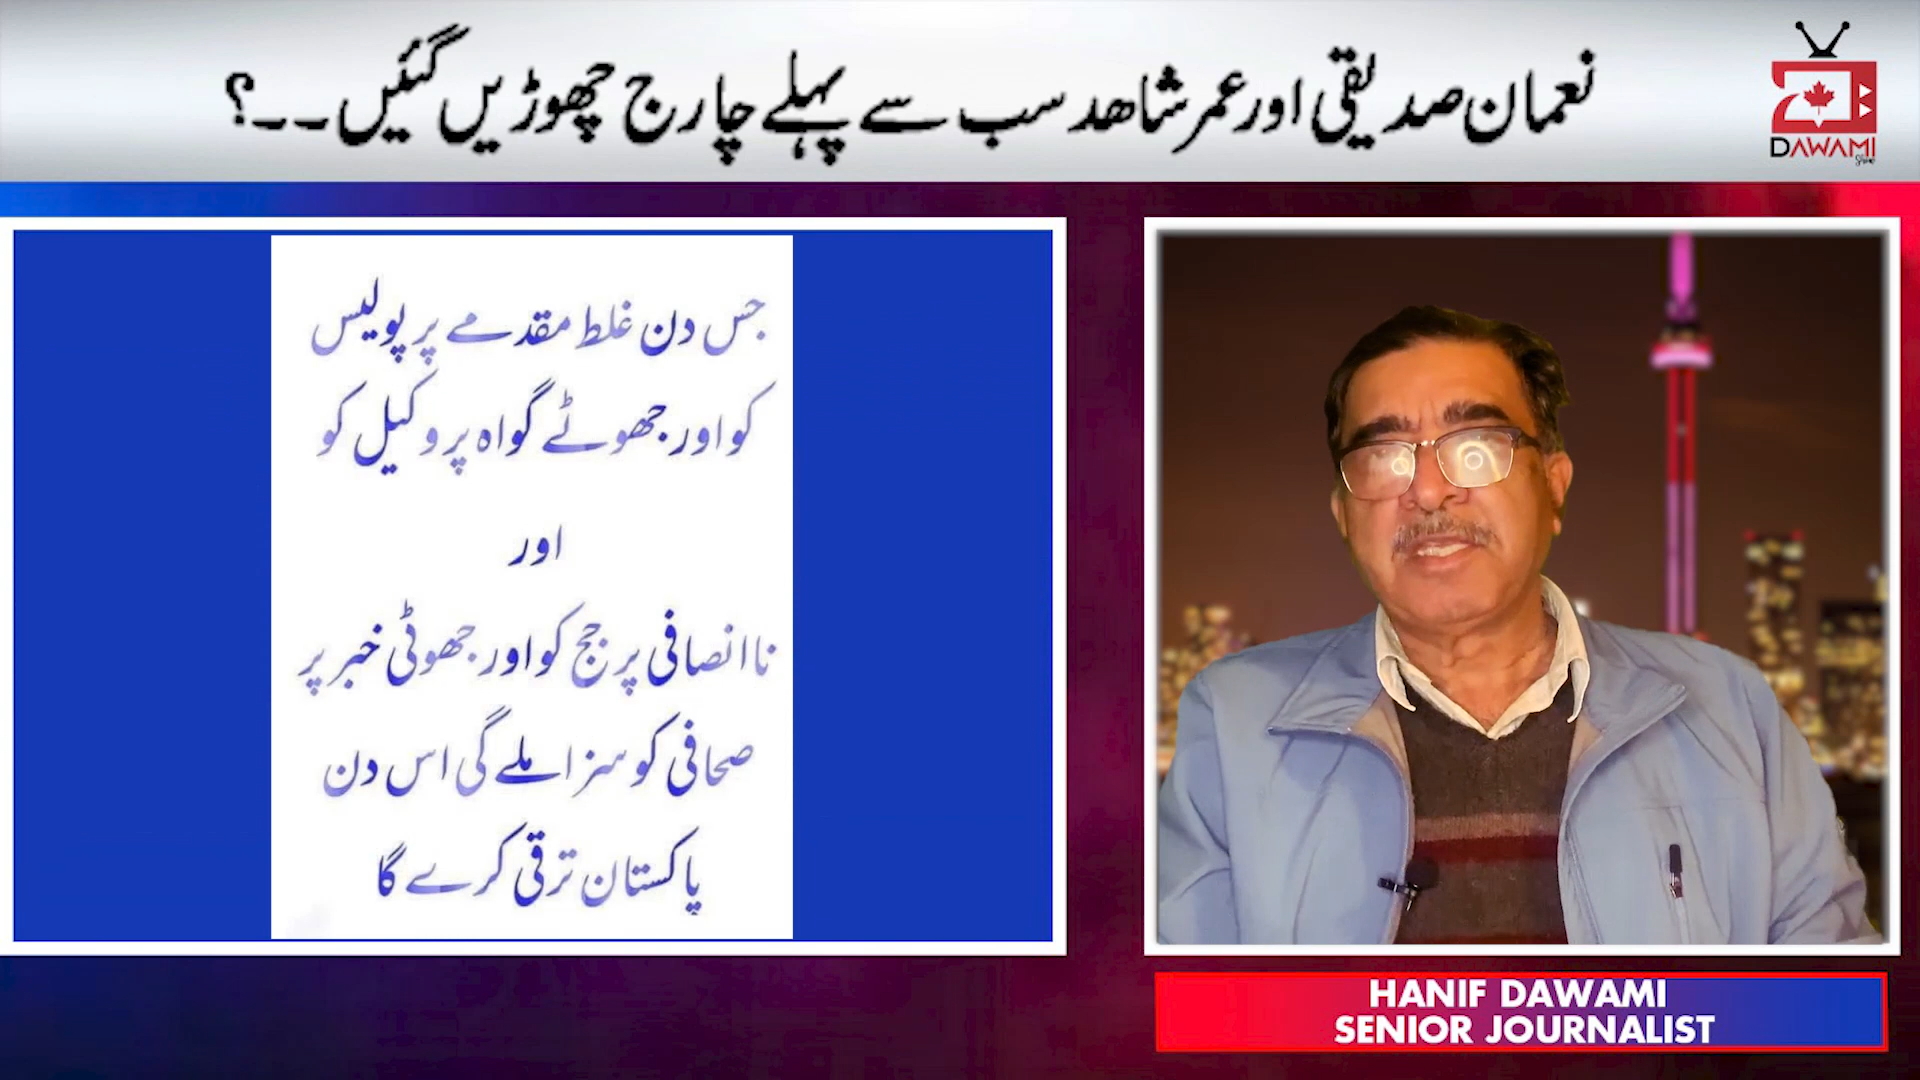 نعمان صدیقی اور عمر شاھد سب سے پہلے چارج چھوڑیں گئیں۔۔۔؟
DAWAMI
Show
جس دن غلط مقدمے پر پولیس
کو اور جھوٹے گواہ پر وکیل کو
اور
ناانصافی پر جج کو اور جھوٹی خبر پر
صحافی کو سزا ملے گی اس دن
پاکستان ترقی کرے گا
HANIF DAWAMI
SENIOR JOURNALIST